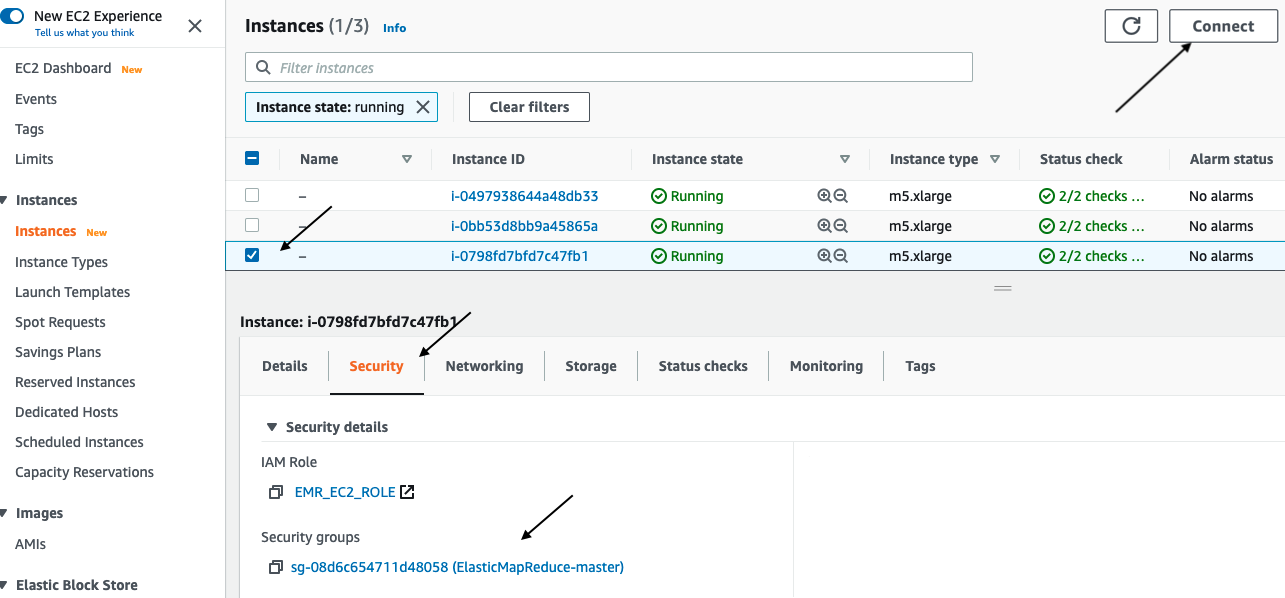 New EC2 Experience
Tell us what you think
EC2 Dashboard New
Events
Tags
Limits
Instances
Instances New
Instance Types
Launch Templates
Spot Requests
Savings Plans
Reserved Instances
Dedicated Hosts
Scheduled Instances
Capacity Reservations
Images
AMIs
Elastic Block Store
Instances (1/3) Info
Connect
Filter instances
Instance state: running
Clear filters
Name Instance ID Instance state Instance type Status check Alarm status
– i-0497938644a48db33 Running m5.xlarge 2/2 checks ... No alarms
– i-0bb53d8bb9a45865a Running m5.xlarge 2/2 checks ... No alarms
– i-0798fd7bfd7c47fb1 Running m5.xlarge 2/2 checks ... No alarms
Instance: i-0798fd7bfd7c47fb1
Details Security Networking Storage Status checks Monitoring Tags
Security details
IAM Role
EMR_EC2_ROLE
Security groups
sg-08d6c654711d48058 (ElasticMapReduce-master)